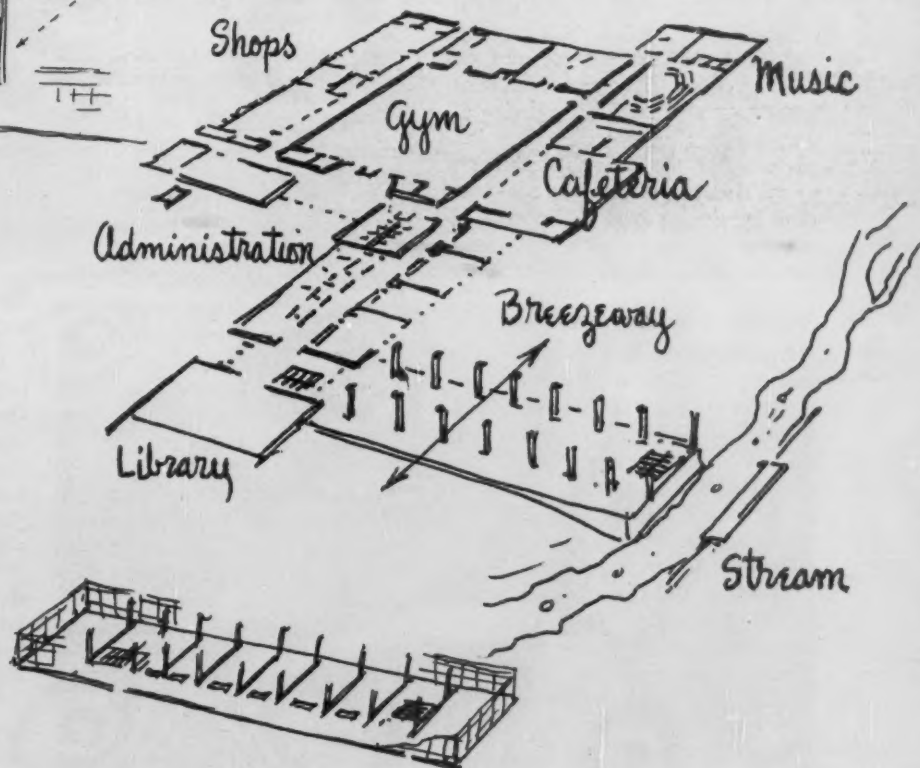 Shops
Music
Gym
Cafeteria
Administration
Breezeway
Library
Stream